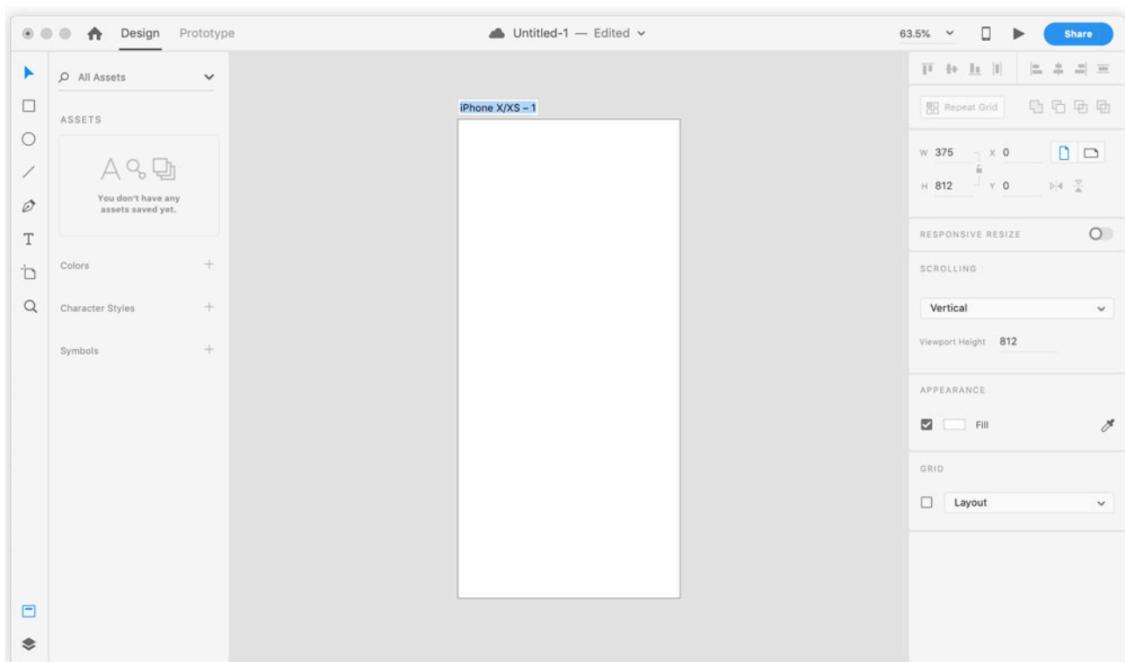 Design Prototype Untitled-1 — Edited 63.5% Share
All Assets
ASSETS
You don't have any
assets saved yet.
Colors
Character Styles
Symbols
iPhone X/XS – 1
Repeat Grid
W 375 X 0
H 812 Y 0
RESPONSIVE RESIZE
SCROLLING
Vertical
Viewport Height 812
APPEARANCE
Fill
GRID
Layout